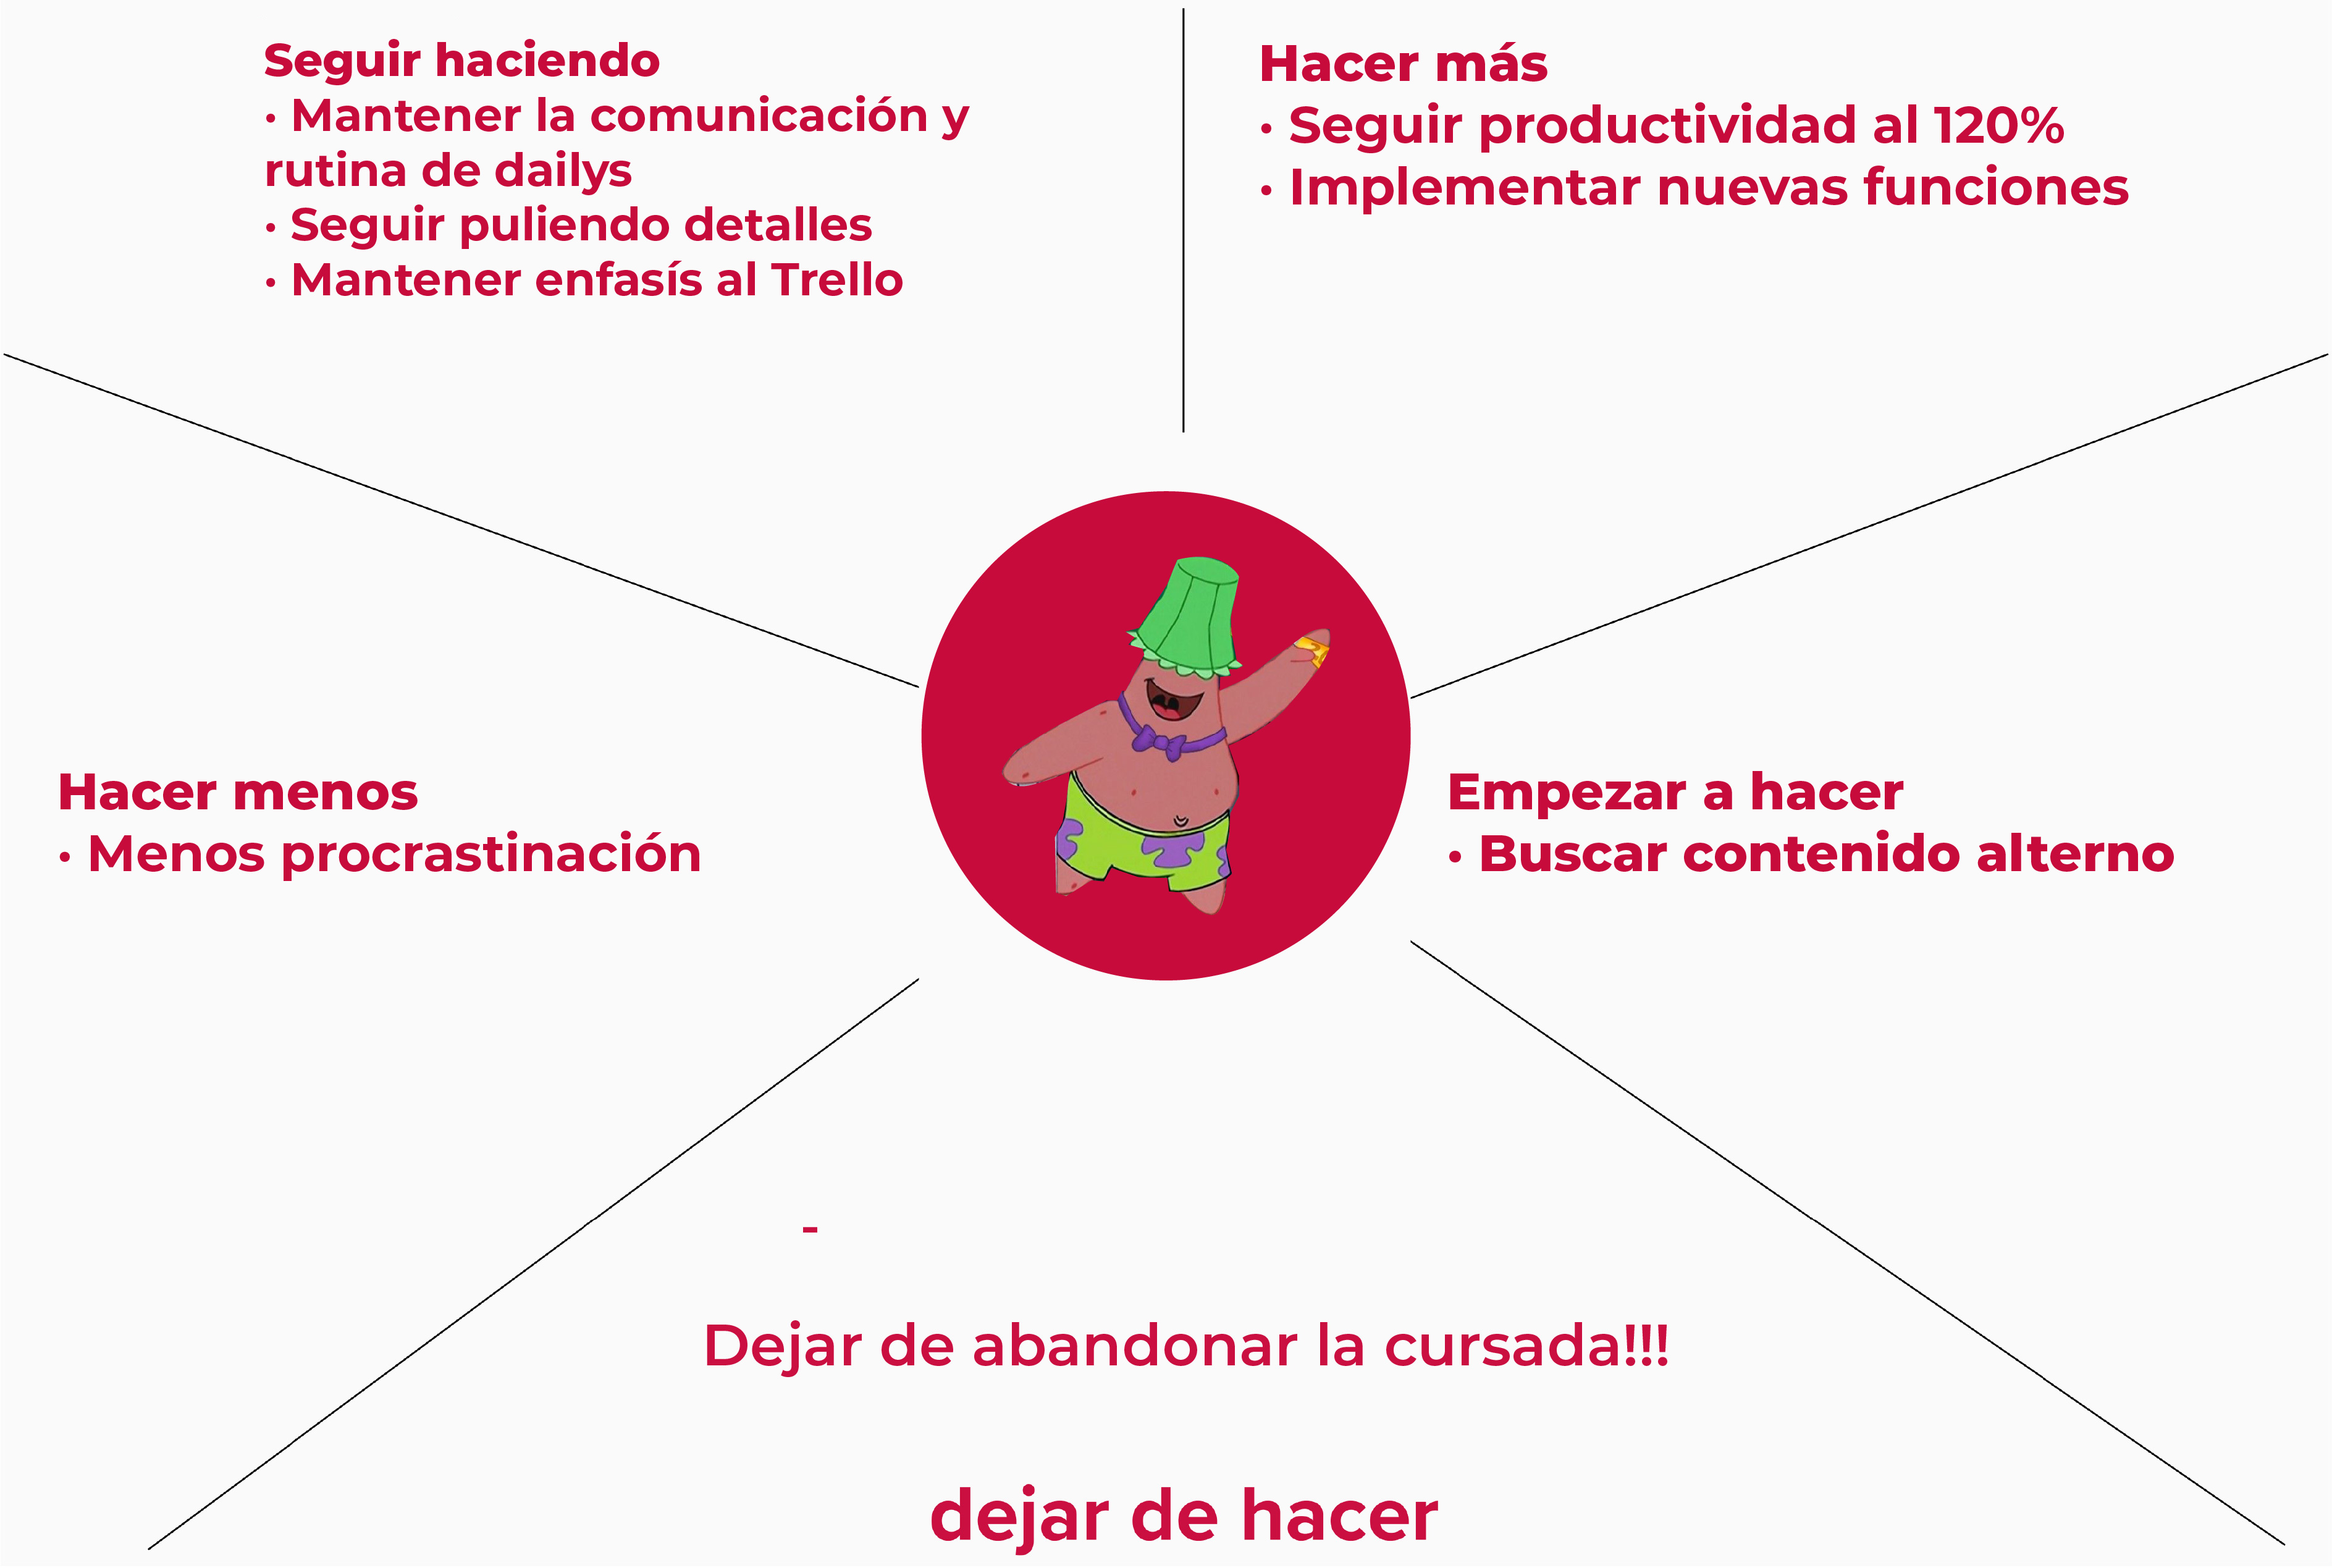 Seguir haciendo
• Mantener la comunicación y
rutina de dailys
• Seguir puliendo detalles
• Mantener enfasís al Trello
Hacer más
• Seguir productividad al 120%
• Implementar nuevas funciones
Hacer menos
• Menos procrastinación
Empezar a hacer
• Buscar contenido alterno
-
Dejar de abandonar la cursada!!!
dejar de hacer